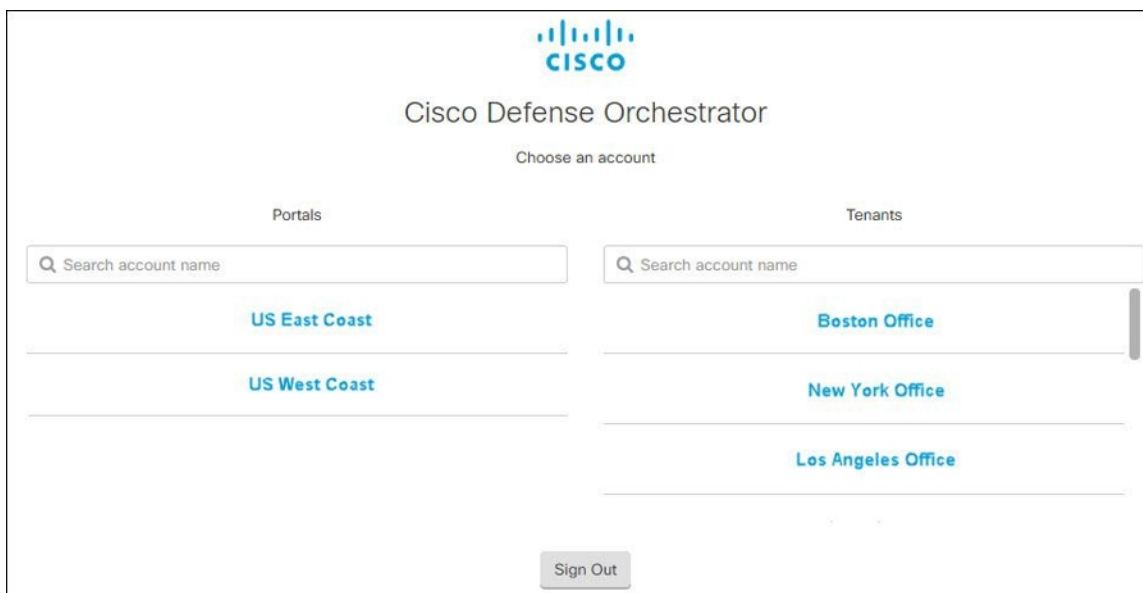 CISCO
Cisco Defense Orchestrator
Choose an account
Portals
Tenants
Search account name
Search account name
US East Coast
Boston Office
US West Coast
New York Office
Los Angeles Office
Sign Out